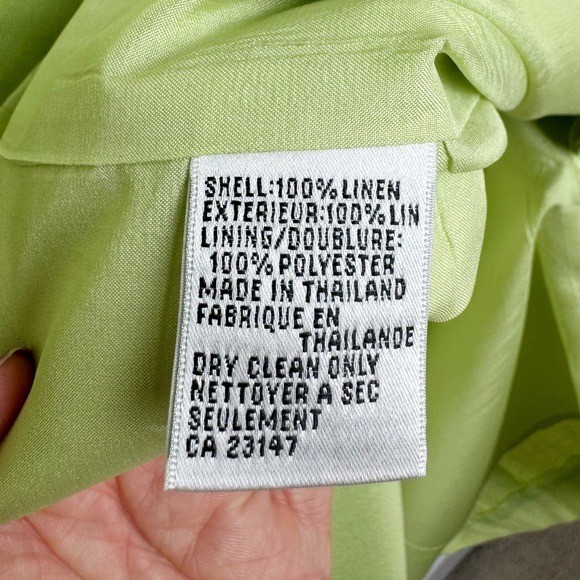 SHELL:100% LINEN
EXTERIEUR:100% LIN
LINING/DOUBLURE:
100% POLYESTER
MADE IN THAILAND
FABRIQUE EN
THAILANDE
DRY CLEAN ONLY
NETTOYER A SEC
SEULEMENT
CA 23147